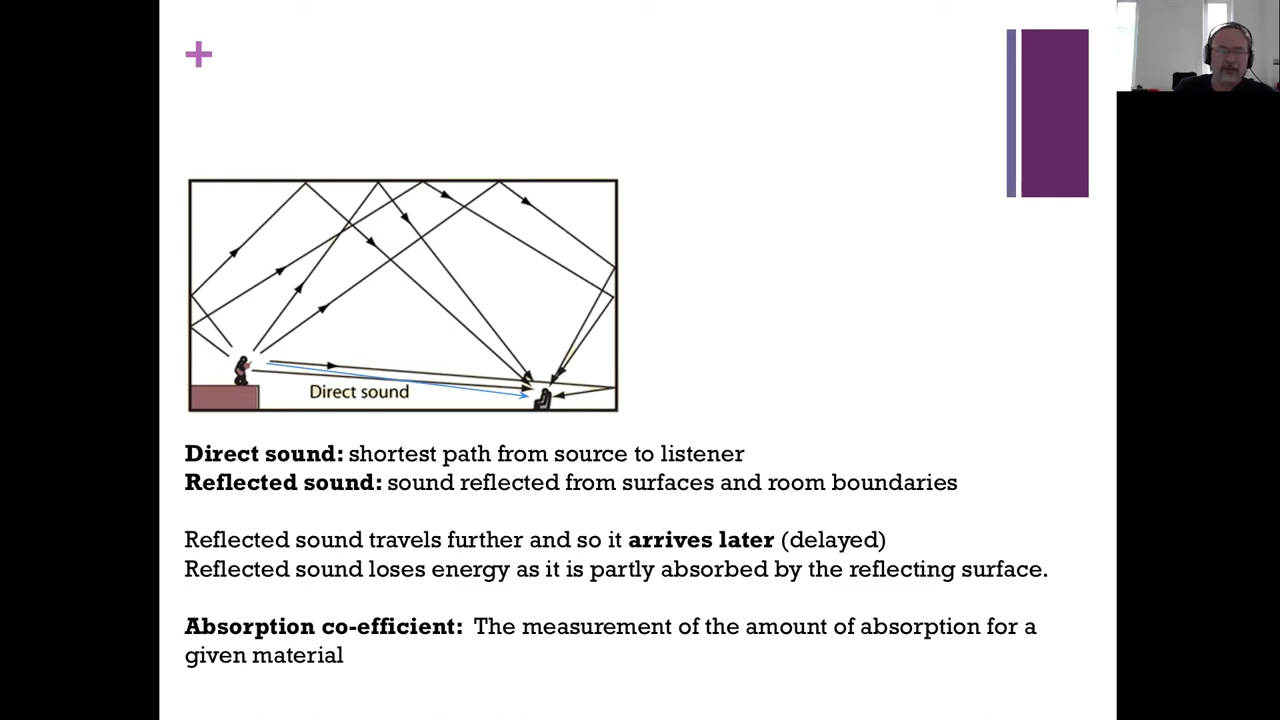 +
Direct sound
Direct sound: shortest path from source to listener
Reflected sound: sound reflected from surfaces and room boundaries
Reflected sound travels further and so it arrives later (delayed)
Reflected sound loses energy as it is partly absorbed by the reflecting surface.
Absorption co-efficient:  The measurement of the amount of absorption for a
given material